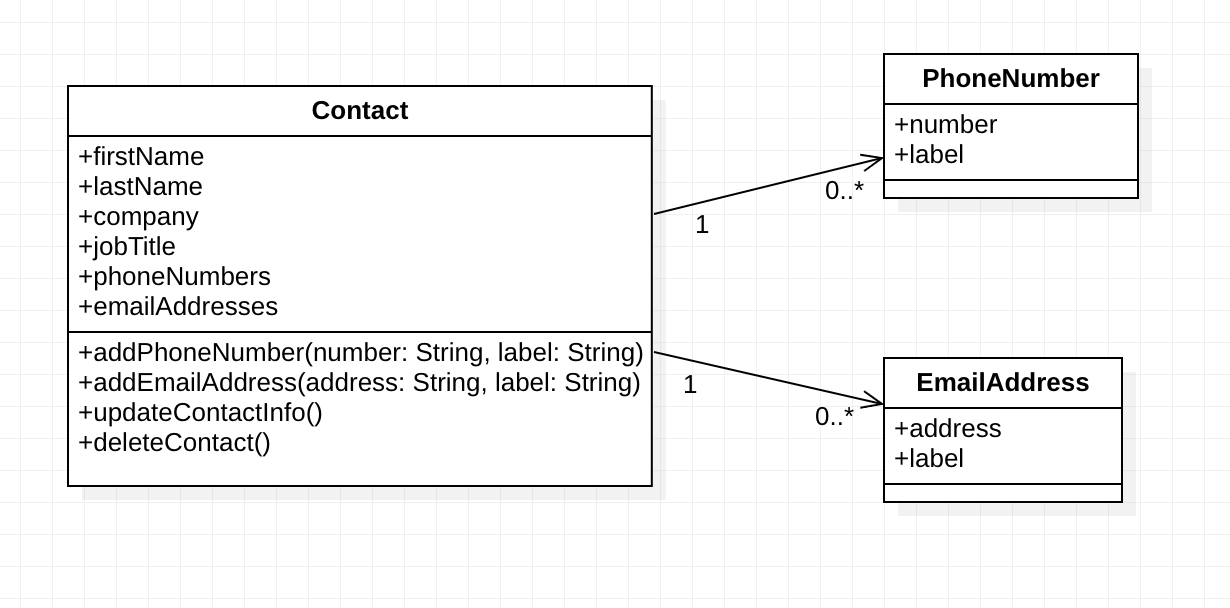 Contact
+firstName
+lastName
+company
+jobTitle
+phoneNumbers
+emailAddresses
+addPhoneNumber(number: String, label: String)
+addEmailAddress(address: String, label: String)
+updateContactInfo()
+deleteContact()
1
0..*
1
0..*
PhoneNumber
+number
+label
EmailAddress
+address
+label